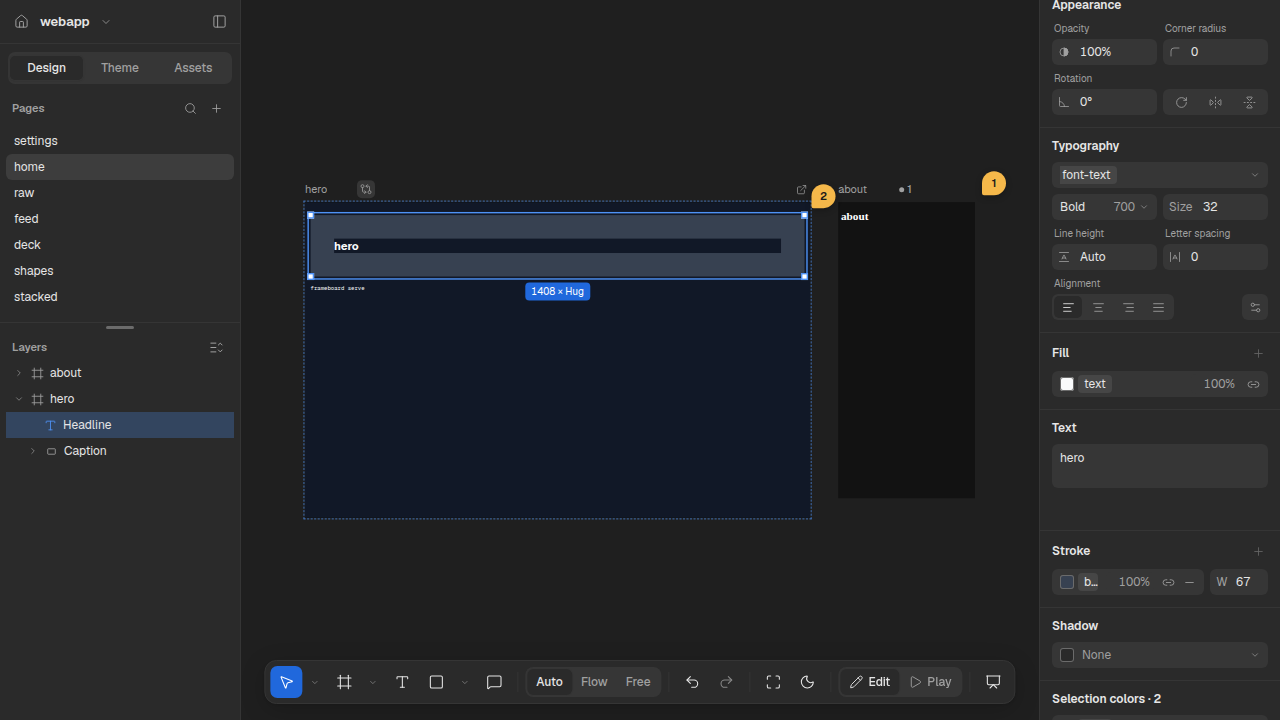 webapp
Design
Theme
Assets
Pages
settings
home
raw
feed
deck
shapes
stacked
Layers
about
hero
Headline
Caption
hero
2
about
1
1
hero
frameboard serve
1408 × Hug
about
Auto
Flow
Free
Edit
Play
Appearance
Opacity
Corner radius
100%
0
Rotation
0°
Typography
font-text
Bold
700
Size
32
Line height
Letter spacing
Auto
0
Alignment
Fill
text
100%
Text
hero
Stroke
b...
100%
W
67
Shadow
None
Selection colors · 2